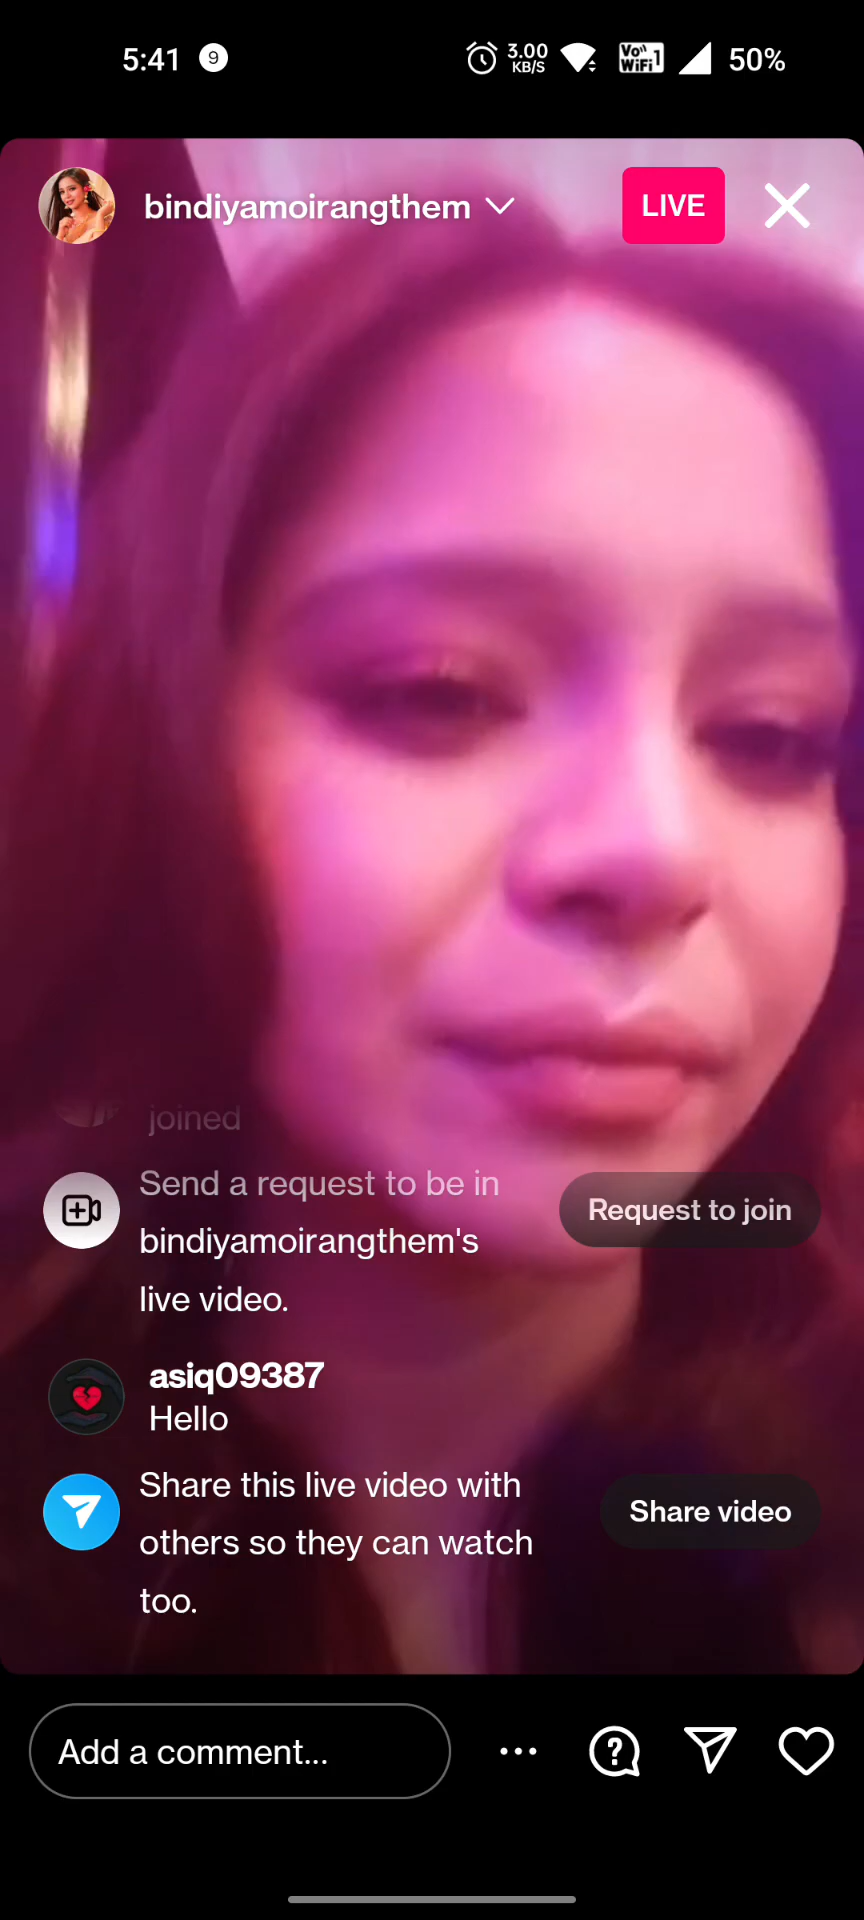 5:41 9 3.00 KB/S Vo WiFi 1 50%
bindiyamoirangthem LIVE
joined
Send a request to be in
bindiyamoirangthem's
live video.
Request to join
asiq09387
Hello
Share this live video with
others so they can watch
too.
Share video
Add a comment...